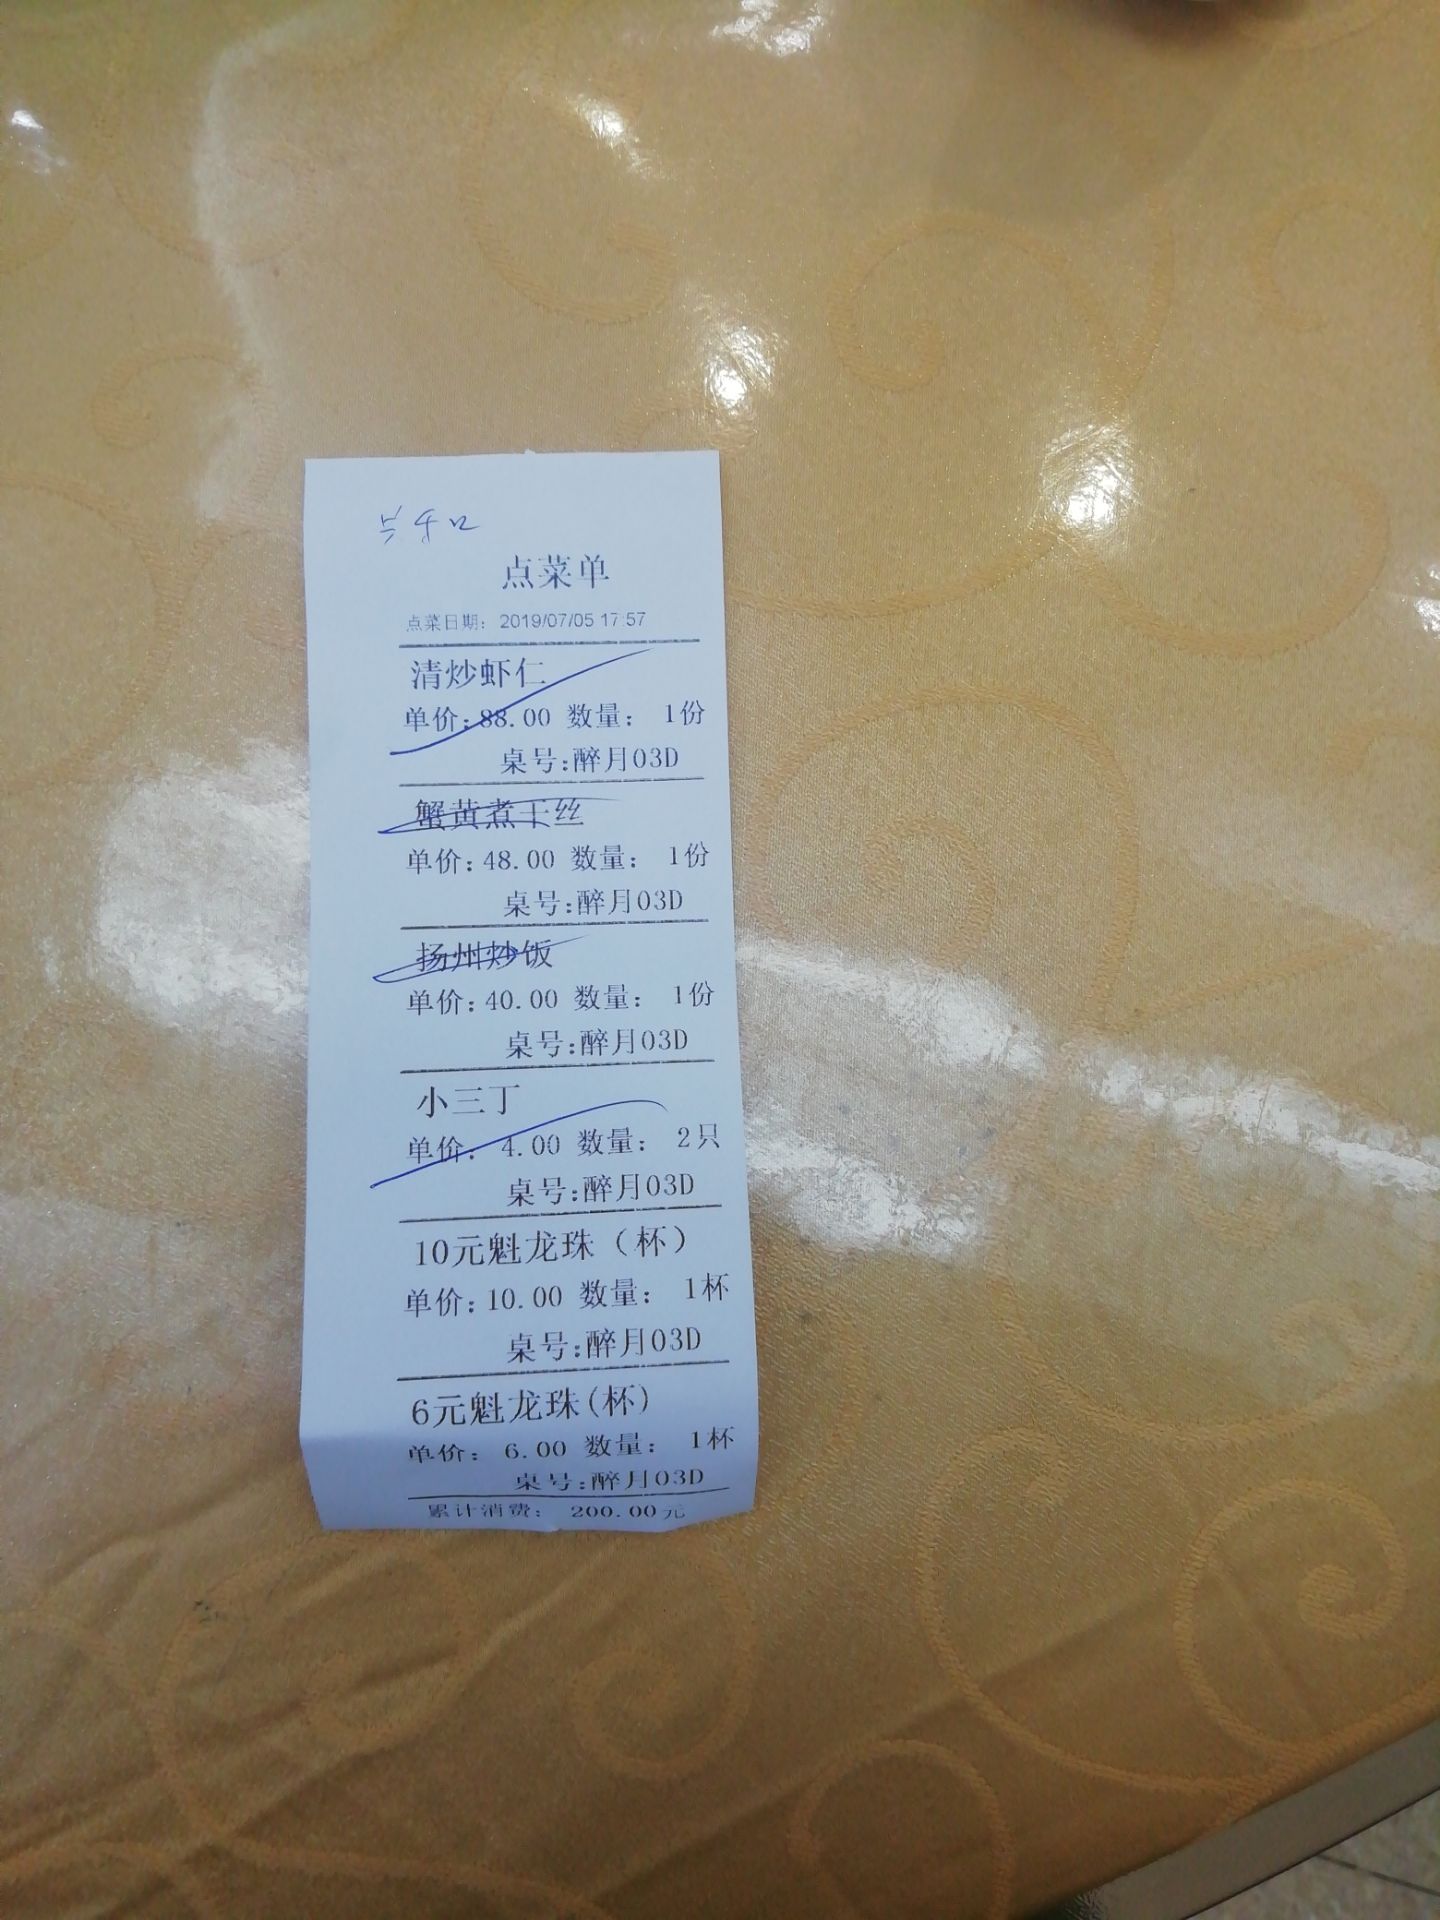 点菜单
点菜日期: 2019/07/05 17:57
清炒虾仁
单价:88.00 数量: 1份
桌号:醉月03D
蟹黄煮干丝
单价:48.00 数量: 1份
桌号:醉月03D
扬州炒饭
单价:40.00 数量: 1份
桌号:醉月03D
小三丁
单价: 4.00 数量: 2只
桌号:醉月03D
10元魁龙珠（杯）
单价:10.00 数量: 1杯
桌号:醉月03D
6元魁龙珠(杯)
单价: 6.00 数量: 1杯
桌号:醉月03D
累计消费: 200.00元